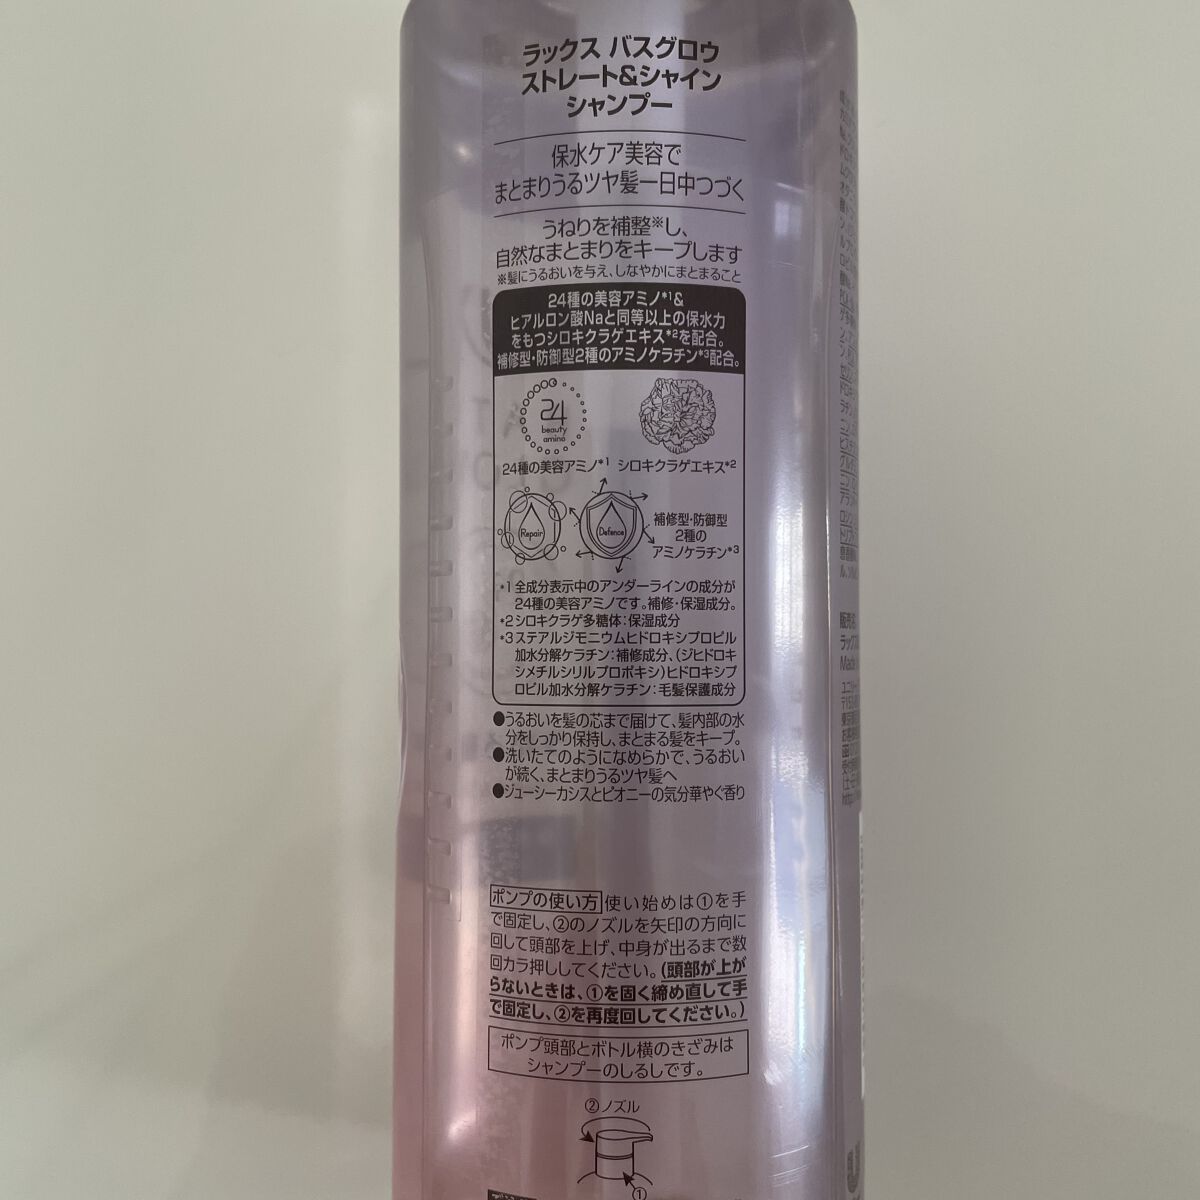 ラックス バスグロウ
ストレート&シャイン
シャンプー
保水ケア美容で
まとまりうるツヤ髪一日中つづく
うねりを補整※し、
自然なまとまりをキープします
※髪にうるおいを与え、しなやかにまとまること
24種の美容アミノ*1&
ヒアルロン酸Naと同等以上の保水力
をもつシロキクラゲエキス*2を配合。
補修型・防御型2種のアミノケラチン*3配合。
24
beauty
amino
24種の美容アミノ*1 シロキクラゲエキス*2
Repair
Defence
補修型・防御型
2種の
アミノケラチン*3
*1 全成分表示中のアンダーラインの成分が
24種の美容アミノです。補修・保湿成分。
*2 シロキクラゲ多糖体：保湿成分
*3 ステアルジモニウムヒドロキシプロピル
加水分解ケラチン：補修成分、(ジヒドロキ
シメチルシリルプロポキシ)ヒドロキシプ
ロピル加水分解ケラチン：毛髪保護成分
●うるおいを髪の芯まで届けて、髪内部の水
分をしっかり保持し、まとまる髪をキープ。
●洗いたてのようになめらかで、うるおい
が続く、まとまりうるツヤ髪へ
●ジューシーカシスとピオニーの気分華やぐ香り
ポンプの使い方 使い始めは①を手
で固定し、②のノズルを矢印の方向に
回して頭部を上げ、中身が出るまで数
回カラ押ししてください。(頭部が上が
らないときは、①を固く締め直して手
で固定し、②を再度回してください。)
ポンプ頭部とボトル横のきざみは
シャンプーのしるしです。
②ノズル
①